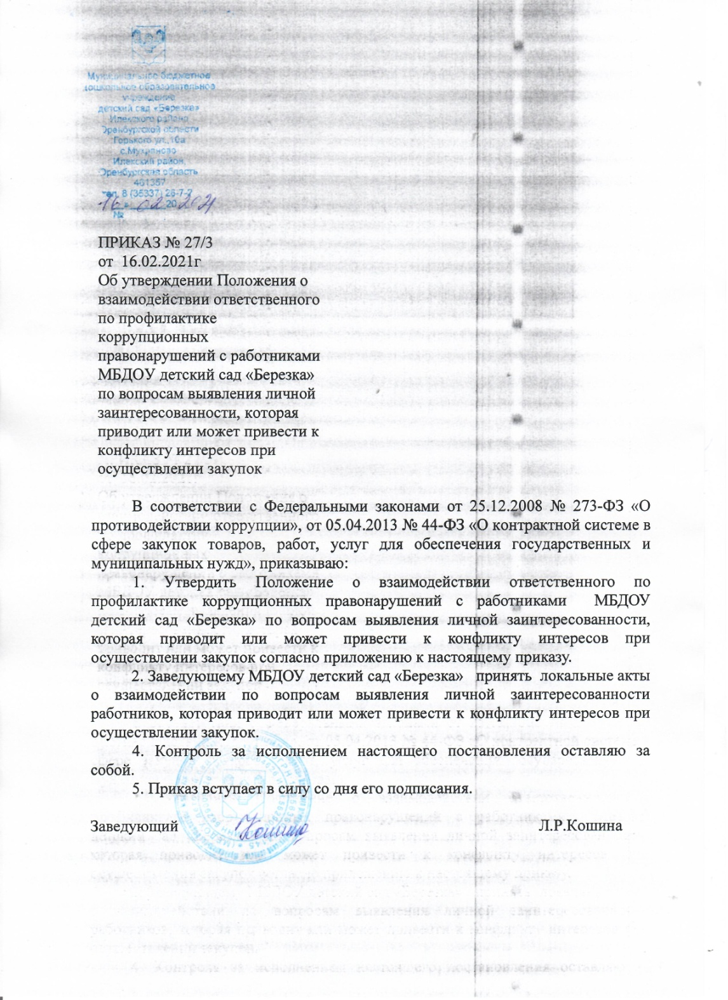 Муниципальное бюджетное
дошкольное образовательное
учреждение
детский сад «Березка»
Илекского района
Оренбургской области
Горького ул.,10а
с.Мухраново
Илекский район,
Оренбургская область
461357
тел. 8 (35337) 26-7-2
16 02 20 2021
№
ПРИКАЗ № 27/3
от 16.02.2021г
Об утверждении Положения о
взаимодействии ответственного
по профилактике
коррупционных
правонарушений с работниками
МБДОУ детский сад «Березка»
по вопросам выявления личной
заинтересованности, которая
приводит или может привести к
конфликту интересов при
осуществлении закупок
В соответствии с Федеральными законами от 25.12.2008 № 273-ФЗ «О
противодействии коррупции», от 05.04.2013 № 44-ФЗ «О контрактной системе в
сфере закупок товаров, работ, услуг для обеспечения государственных и
муниципальных нужд», приказываю:
1. Утвердить Положение о взаимодействии ответственного по
профилактике коррупционных правонарушений с работниками МБДОУ
детский сад «Березка» по вопросам выявления личной заинтересованности,
которая приводит или может привести к конфликту интересов при
осуществлении закупок согласно приложению к настоящему приказу.
2. Заведующему МБДОУ детский сад «Березка» принять локальные акты
о взаимодействии по вопросам выявления личной заинтересованности
работников, которая приводит или может привести к конфликту интересов при
осуществлении закупок.
4. Контроль за исполнением настоящего постановления оставляю за
собой.
5. Приказ вступает в силу со дня его подписания.
Заведующий Кошина Л.Р.Кошина